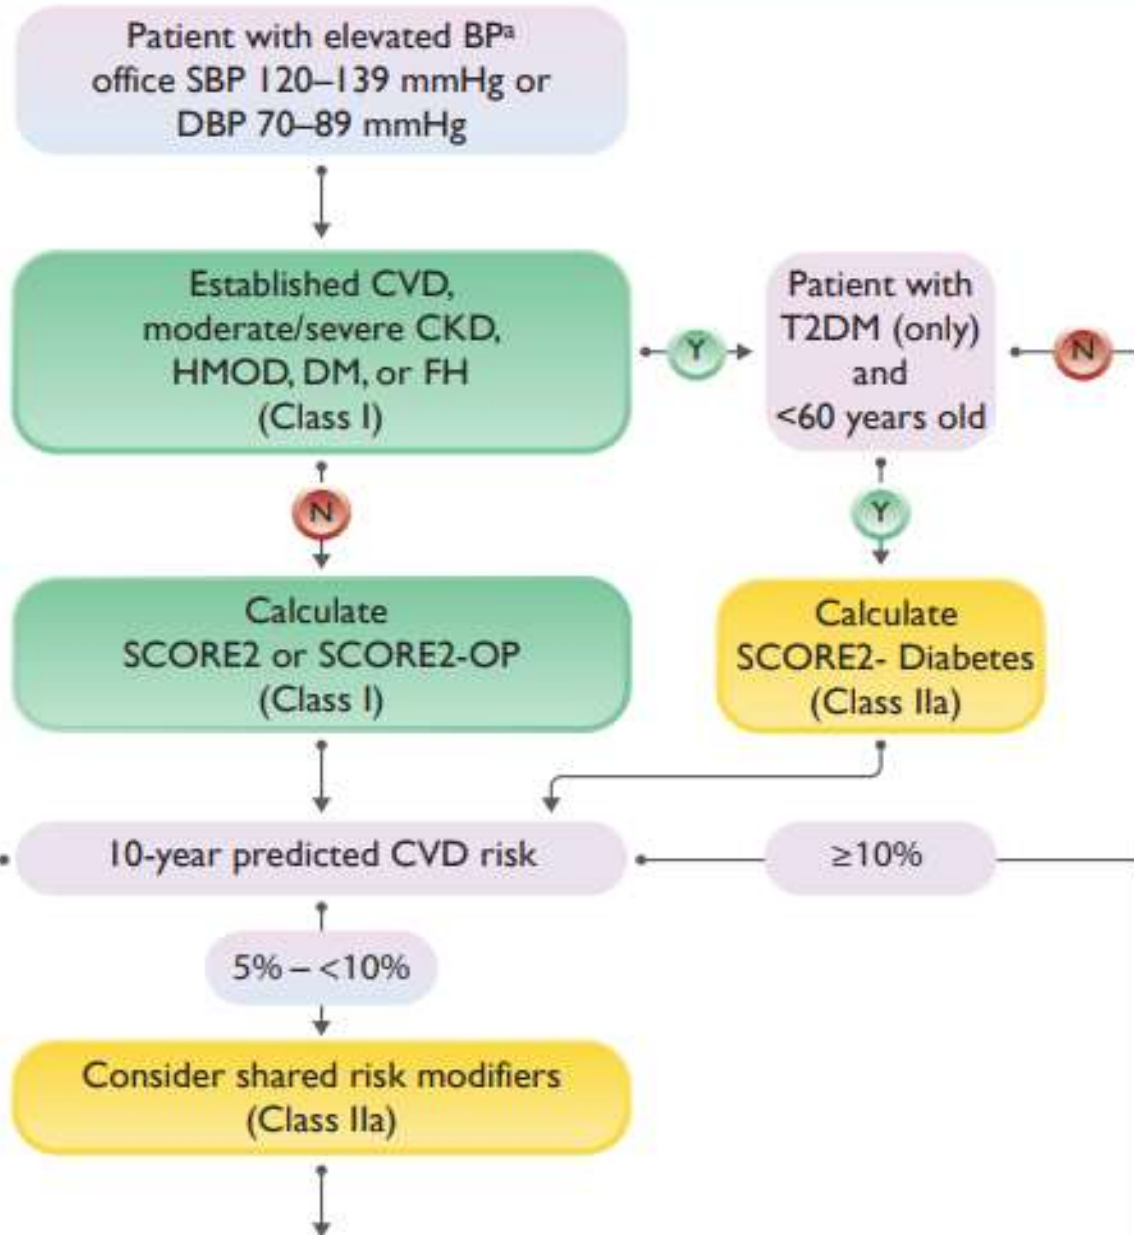 Patient with elevated BPᵃ
office SBP 120–139 mmHg or
DBP 70–89 mmHg
Established CVD,
moderate/severe CKD,
HMOD, DM, or FH
(Class I)
Y
Patient with
T2DM (only)
and
<60 years old
N
N
Y
Calculate
SCORE2 or SCORE2-OP
(Class I)
Calculate
SCORE2- Diabetes
(Class IIa)
10-year predicted CVD risk
≥10%
5% – <10%
Consider shared risk modifiers
(Class IIa)